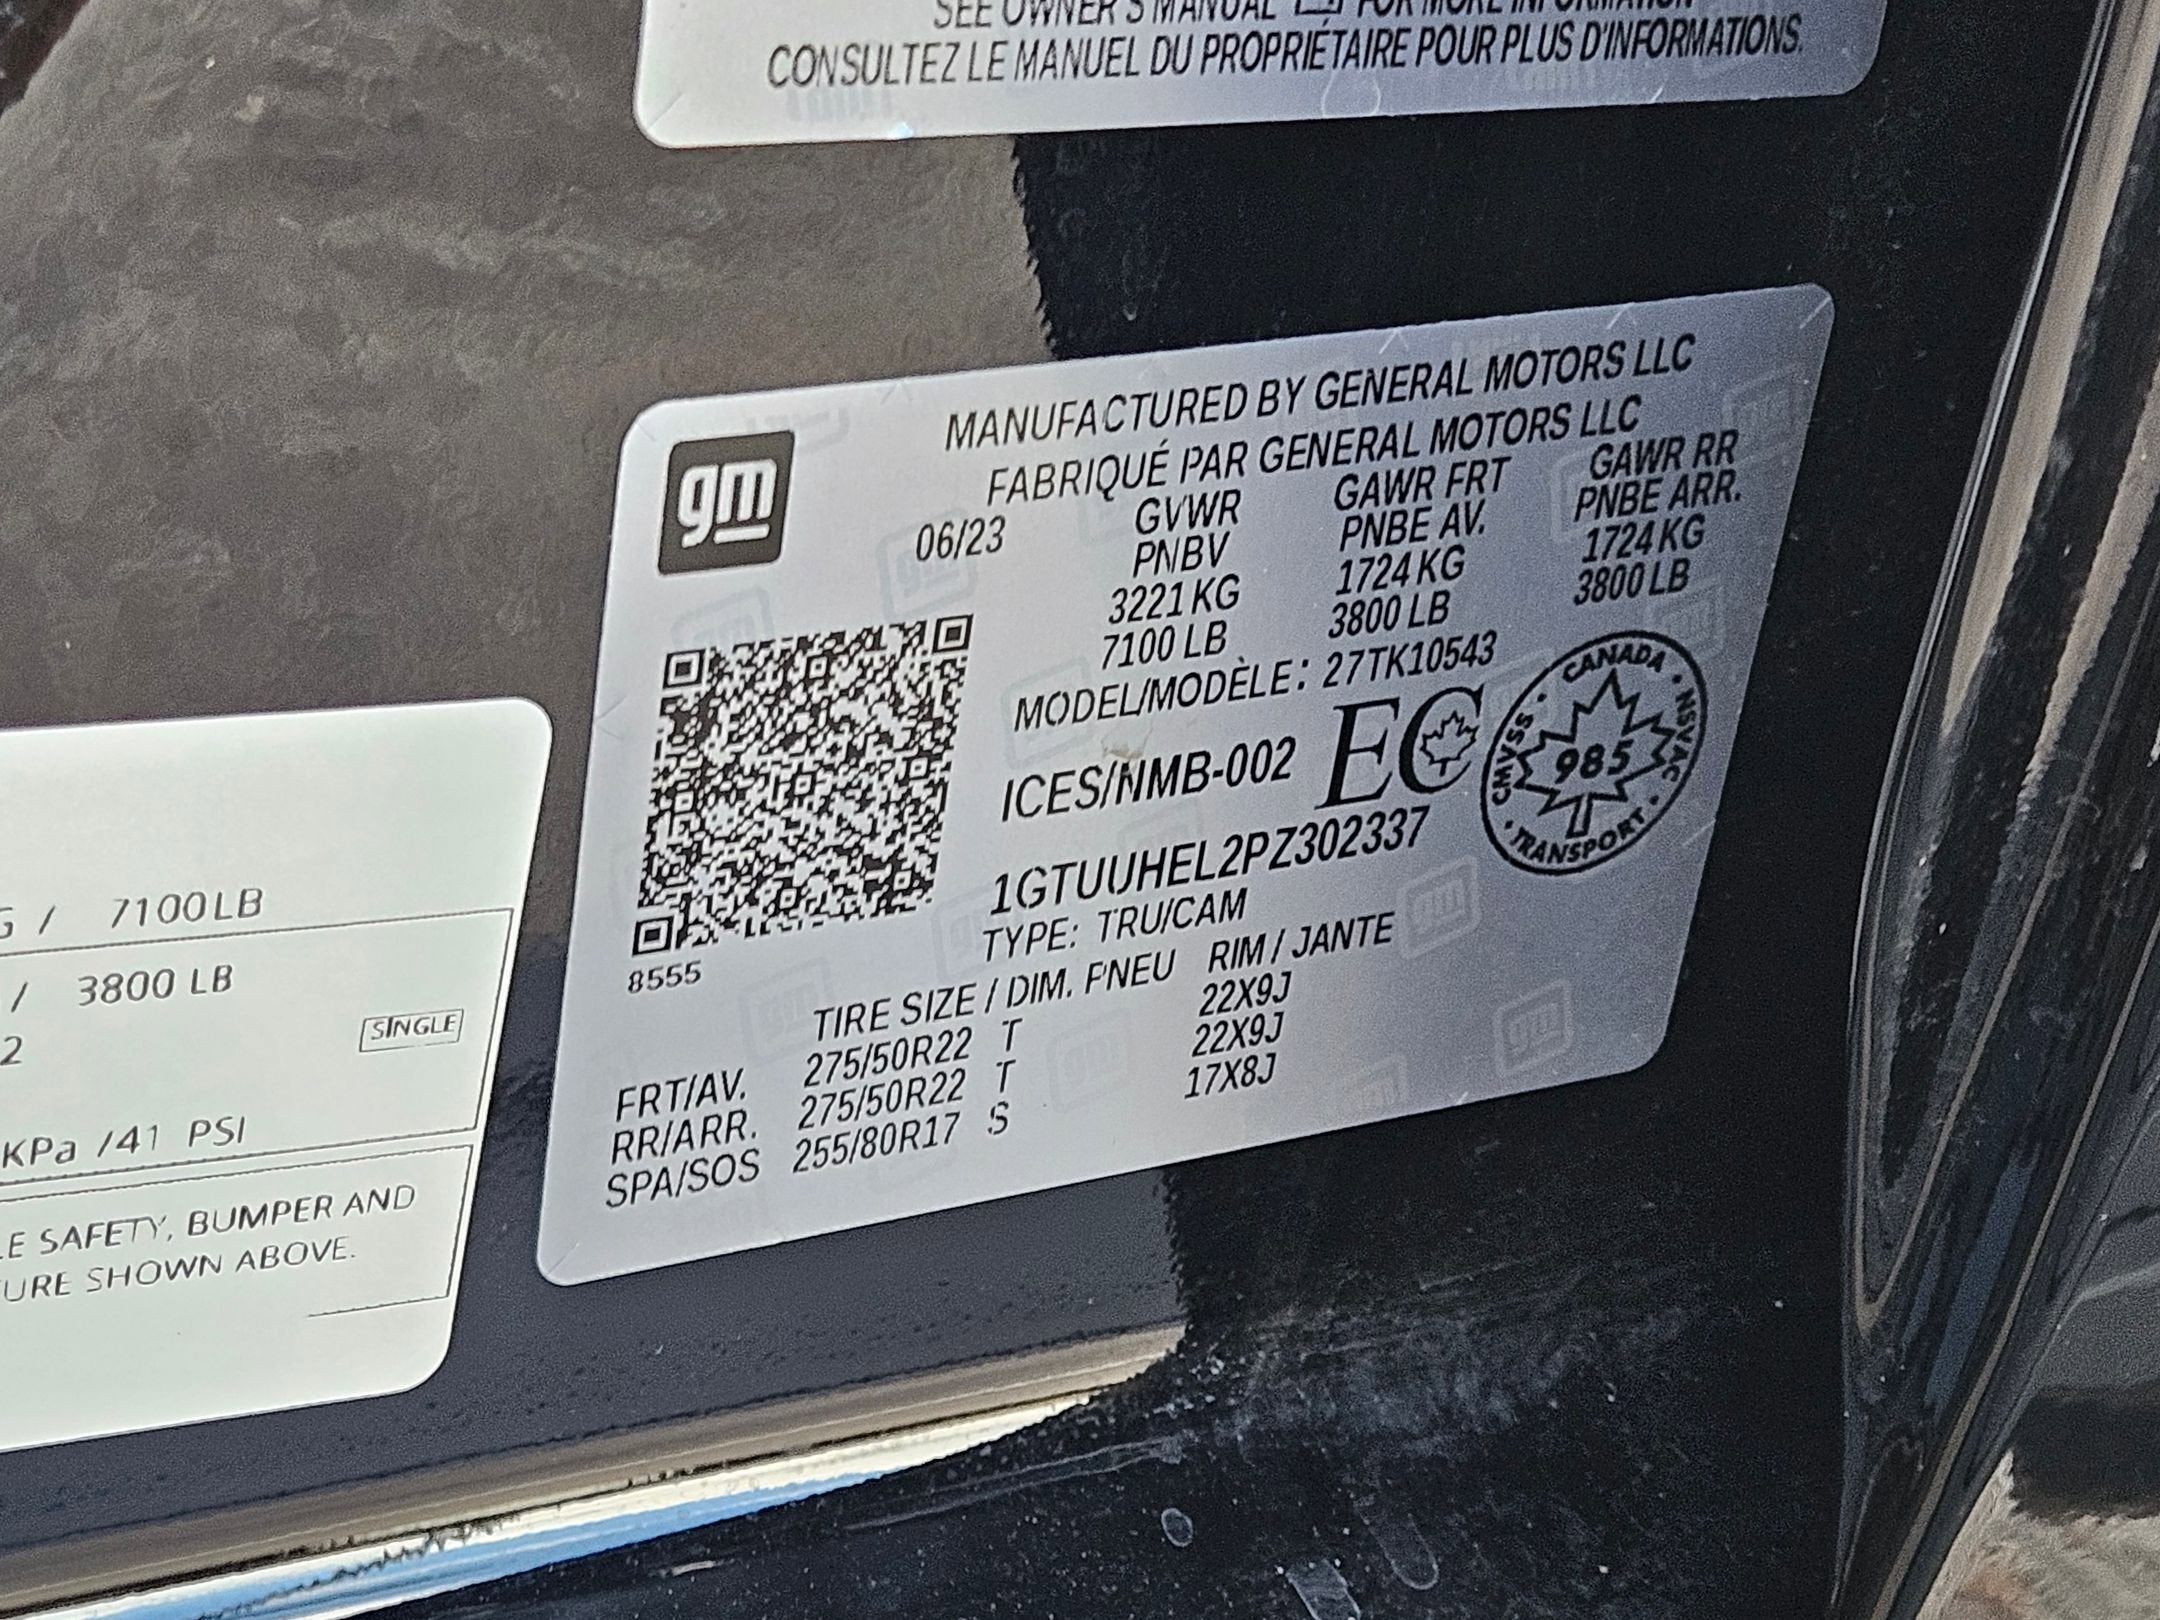 SEE OWNER'S MANUAL FOR MORE INFORMATION
CONSULTEZ LE MANUEL DU PROPRIÉTAIRE POUR PLUS D'INFORMATIONS.
gm
MANUFACTURED BY GENERAL MOTORS LLC
FABRIQUÉ PAR GENERAL MOTORS LLC
06/23 GVWR GAWR FRT GAWR RR
PNBV PNBE AV. PNBE ARR.
3221 KG 1724 KG 1724 KG
7100 LB 3800 LB 3800 LB
MODEL/MODÈLE: 27TK10543
ICES/NMB-002 EC
CANADA · NSVAC · TRANSPORT · CMVSS ·
985
1GTUUHEL2PZ302337
TYPE: TRU/CAM
8555
TIRE SIZE / DIM. PNEU RIM / JANTE
FRT/AV. 275/50R22 T 22X9J
RR/ARR. 275/50R22 T 22X9J
SPA/SOS 255/80R17 S 17X8J
G / 7100 LB
/ 3800 LB
2 SINGLE
KPa /41 PSI
LE SAFETY, BUMPER AND
URE SHOWN ABOVE.